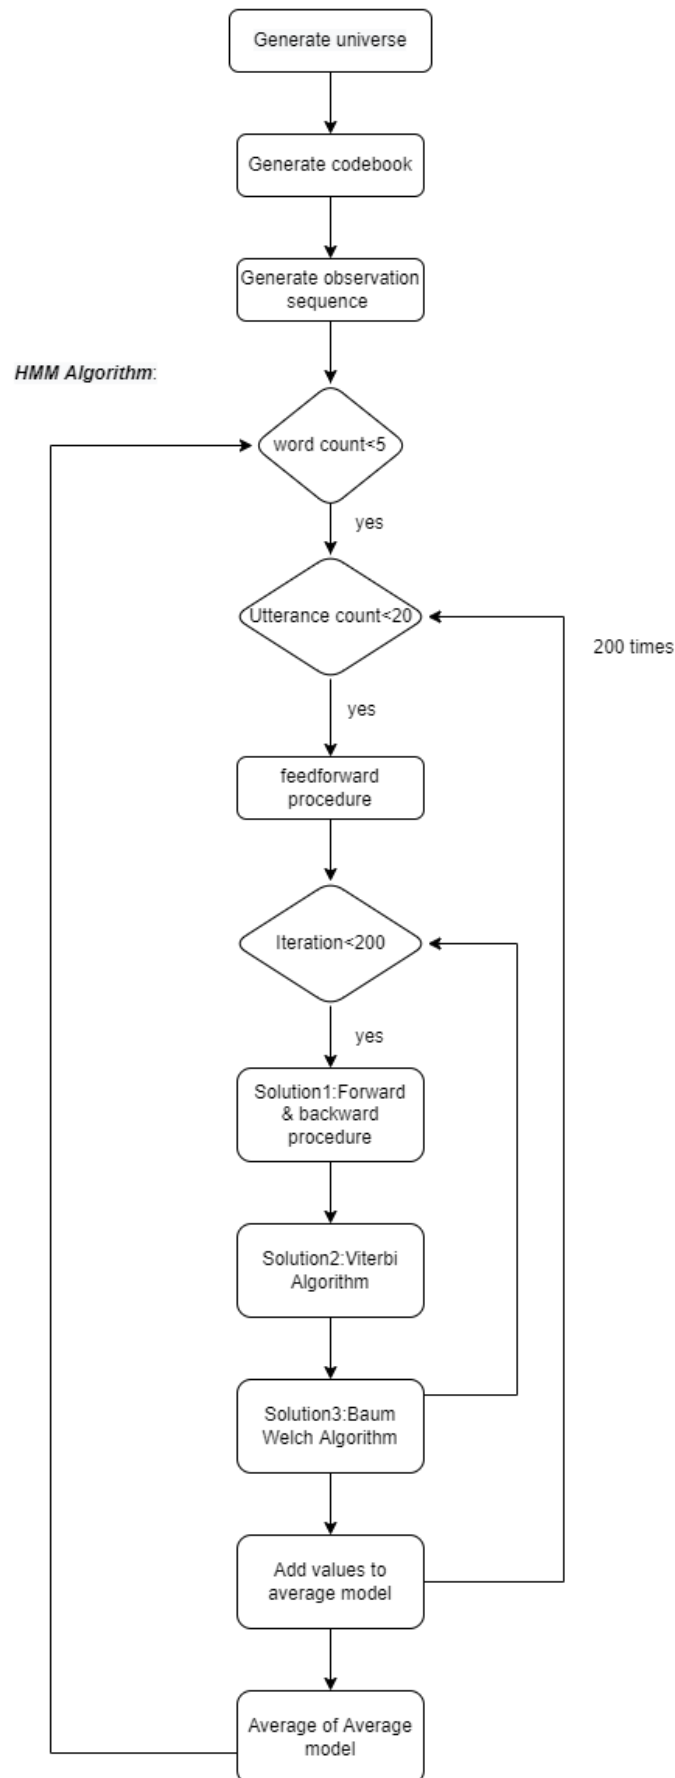 Generate universe
Generate codebook
Generate observation
sequence
HMM Algorithm:
word count<5
yes
Utterance count<20
200 times
yes
feedforward
procedure
Iteration<200
yes
Solution1:Forward
& backward
procedure
Solution2:Viterbi
Algorithm
Solution3:Baum
Welch Algorithm
Add values to
average model
Average of Average
model